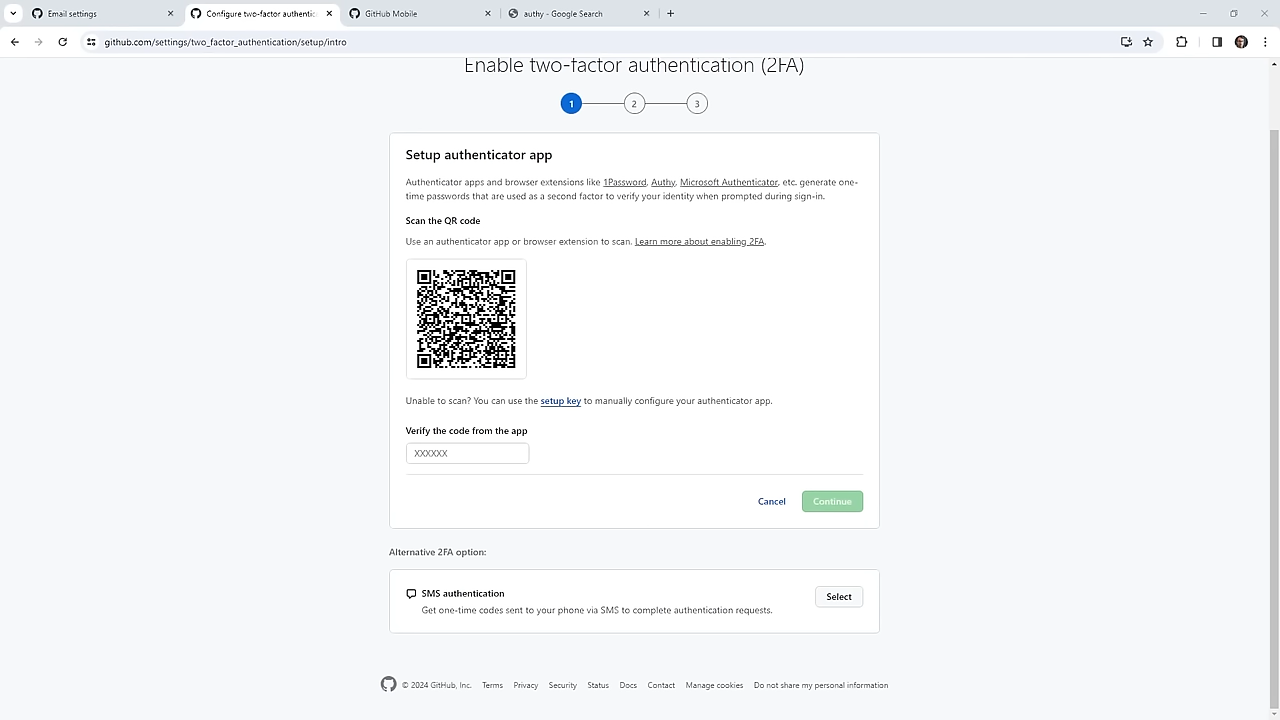 Email settings
Configure two-factor authentic
GitHub Mobile
authy - Google Search
github.com/settings/two_factor_authentication/setup/intro
Enable two-factor authentication (2FA)
1 2 3
Setup authenticator app
Authenticator apps and browser extensions like 1Password, Authy, Microsoft Authenticator, etc. generate one-
time passwords that are used as a second factor to verify your identity when prompted during sign-in.
Scan the QR code
Use an authenticator app or browser extension to scan. Learn more about enabling 2FA.
Unable to scan? You can use the setup key to manually configure your authenticator app.
Verify the code from the app
XXXXXX
Cancel Continue
Alternative 2FA option:
SMS authentication
Select
Get one-time codes sent to your phone via SMS to complete authentication requests.
© 2024 GitHub, Inc. Terms Privacy Security Status Docs Contact Manage cookies Do not share my personal information